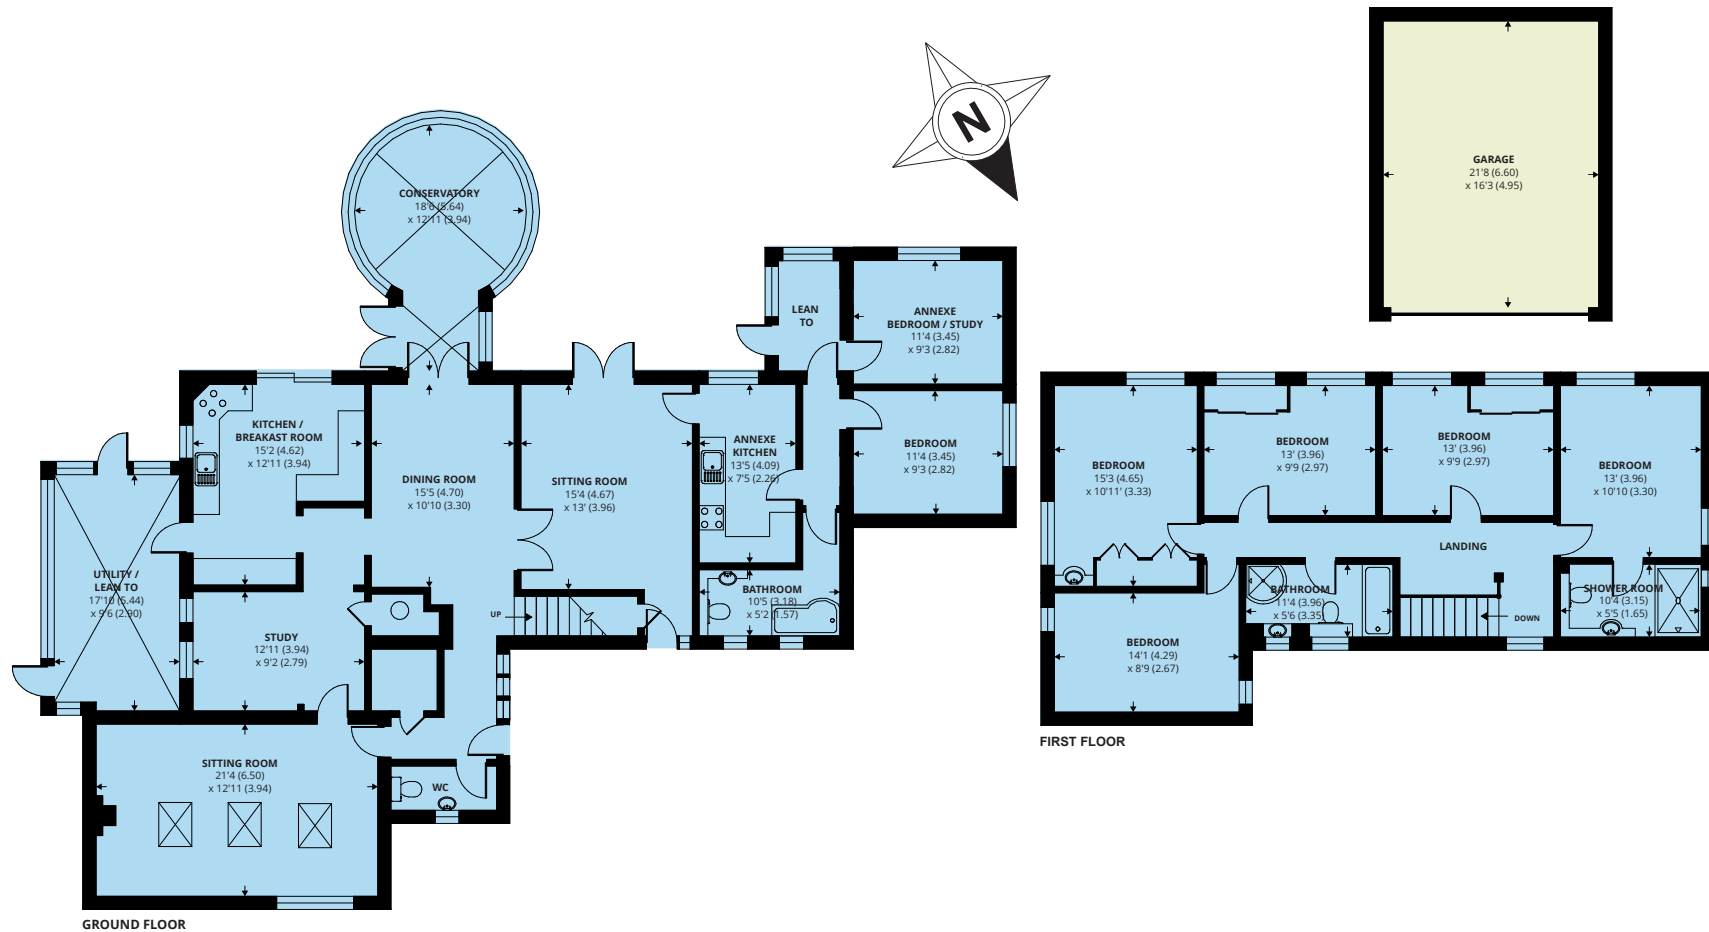 N
GARAGE
21'8 (6.60)
x 16'3 (4.95)
CONSERVATORY
18'6 (5.64)
x 12'11 (3.94)
LEAN
TO
ANNEXE
BEDROOM / STUDY
11'4 (3.45)
x 9'3 (2.82)
KITCHEN /
BREAKAST ROOM
15'2 (4.62)
x 12'11 (3.94)
DINING ROOM
15'5 (4.70)
x 10'10 (3.30)
SITTING ROOM
15'4 (4.67)
x 13' (3.96)
ANNEXE
KITCHEN
13'5 (4.09)
x 7'5 (2.26)
BEDROOM
11'4 (3.45)
x 9'3 (2.82)
UTILITY /
LEAN TO
17'10 (5.44)
x 9'6 (2.90)
STUDY
12'11 (3.94)
x 9'2 (2.79)
UP
BATHROOM
10'5 (3.18)
x 5'2 (1.57)
SITTING ROOM
21'4 (6.50)
x 12'11 (3.94)
WC
GROUND FLOOR
BEDROOM
15'3 (4.65)
x 10'11' (3.33)
BEDROOM
13' (3.96)
x 9'9 (2.97)
BEDROOM
13' (3.96)
x 9'9 (2.97)
BEDROOM
13' (3.96)
x 10'10 (3.30)
LANDING
BATHROOM
11'4 (3.96)
x 5'6 (3.35)
DOWN
SHOWER ROOM
10'4 (3.15)
x 5'5 (1.65)
BEDROOM
14'1 (4.29)
x 8'9 (2.67)
FIRST FLOOR